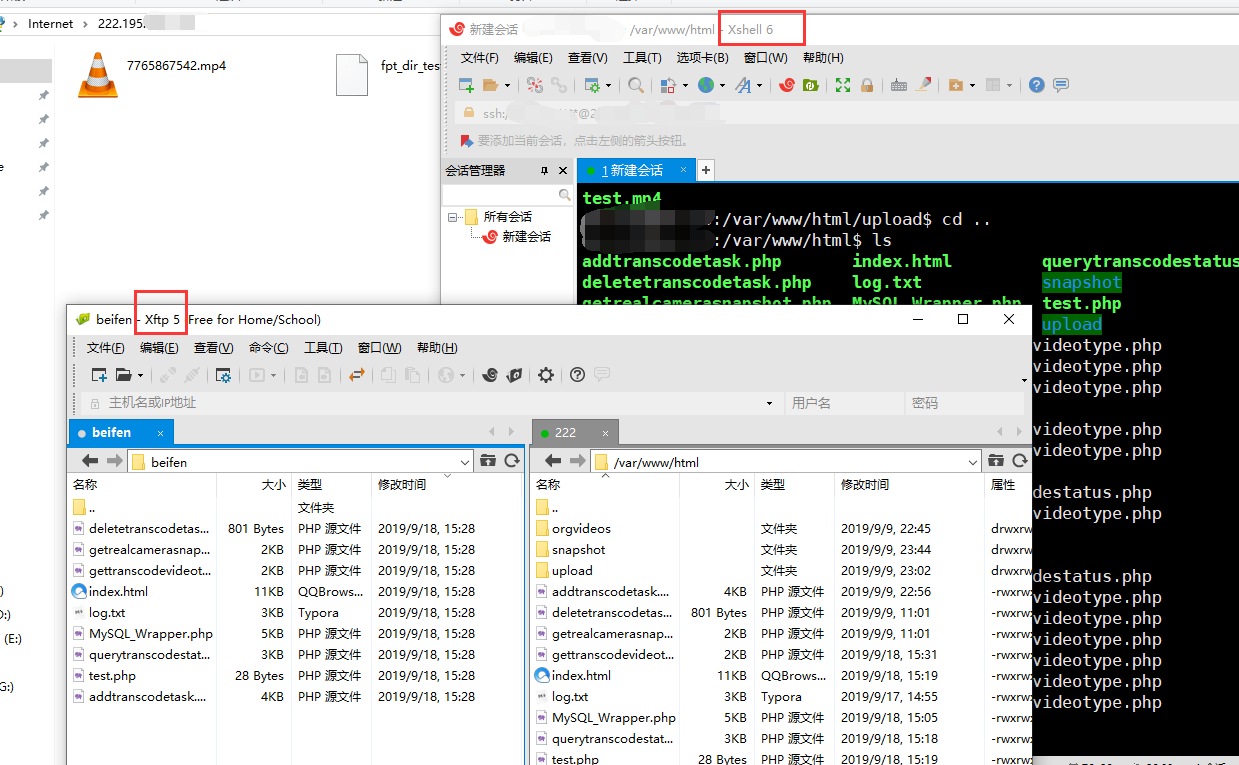 Internet › 222.195.
7765867542.mp4
fpt_dir_tes
新建会话
/var/www/html - Xshell 6
文件(F) 编辑(E) 查看(V) 工具(T) 选项卡(B) 窗口(W) 帮助(H)
要添加当前会话，点击左侧的箭头按钮。
会话管理器
1 新建会话 × +
所有会话
新建会话
test.mp4
:/var/www/html/upload$ cd ..
:/var/www/html$ ls
addtranscodetask.php index.html querytranscodestatus
deletetranscodetask.php log.txt snapshot
getrealcamerasnapshot.php MySQL_Wrapper.php test.php
upload
videotype.php
videotype.php
videotype.php
videotype.php
videotype.php
destatus.php
videotype.php
destatus.php
videotype.php
videotype.php
videotype.php
videotype.php
videotype.php
videotype.php
(E:)
G:)
beifen - Xftp 5 (Free for Home/School)
文件(F) 编辑(E) 查看(V) 命令(C) 工具(T) 窗口(W) 帮助(H)
主机名或IP地址 用户名 密码
beifen ×
beifen
名称 大小 类型 修改时间
.. 文件夹
deletetranscodetas... 801 Bytes PHP 源文件 2019/9/18, 15:28
getrealcamerasnap... 2KB PHP 源文件 2019/9/18, 15:28
gettranscodevideot... 2KB PHP 源文件 2019/9/18, 15:28
index.html 11KB QQBrows... 2019/9/18, 15:28
log.txt 3KB Typora 2019/9/18, 15:28
MySQL_Wrapper.php 5KB PHP 源文件 2019/9/18, 15:28
querytranscodestat... 3KB PHP 源文件 2019/9/18, 15:28
test.php 28 Bytes PHP 源文件 2019/9/18, 15:28
addtranscodetask.... 4KB PHP 源文件 2019/9/18, 15:28
222 ×
/var/www/html
名称 大小 类型 修改时间 属性
..
orgvideos 文件夹 2019/9/9, 22:45 drwxrw
snapshot 文件夹 2019/9/9, 23:44 drwxrw
upload 文件夹 2019/9/9, 23:02 drwxrw
addtranscodetask.... 4KB PHP 源文件 2019/9/9, 22:56 -rwxrw
deletetranscodetas... 801 Bytes PHP 源文件 2019/9/9, 11:01 -rwxrw
getrealcamerasnap... 2KB PHP 源文件 2019/9/9, 11:01 -rwxrw
gettranscodevideot... 2KB PHP 源文件 2019/9/18, 15:31 -rwxrw
index.html 11KB QQBrows... 2019/9/18, 15:19 -rwxrw
log.txt 3KB Typora 2019/9/17, 14:55 -rwxrw
MySQL_Wrapper.php 5KB PHP 源文件 2019/9/18, 15:05 -rwxrw
querytranscodestat... 3KB PHP 源文件 2019/9/18, 15:18 -rwxrw
test.php 28 Bytes PHP 源文件 2019/9/18, 15:19 -rwxrw